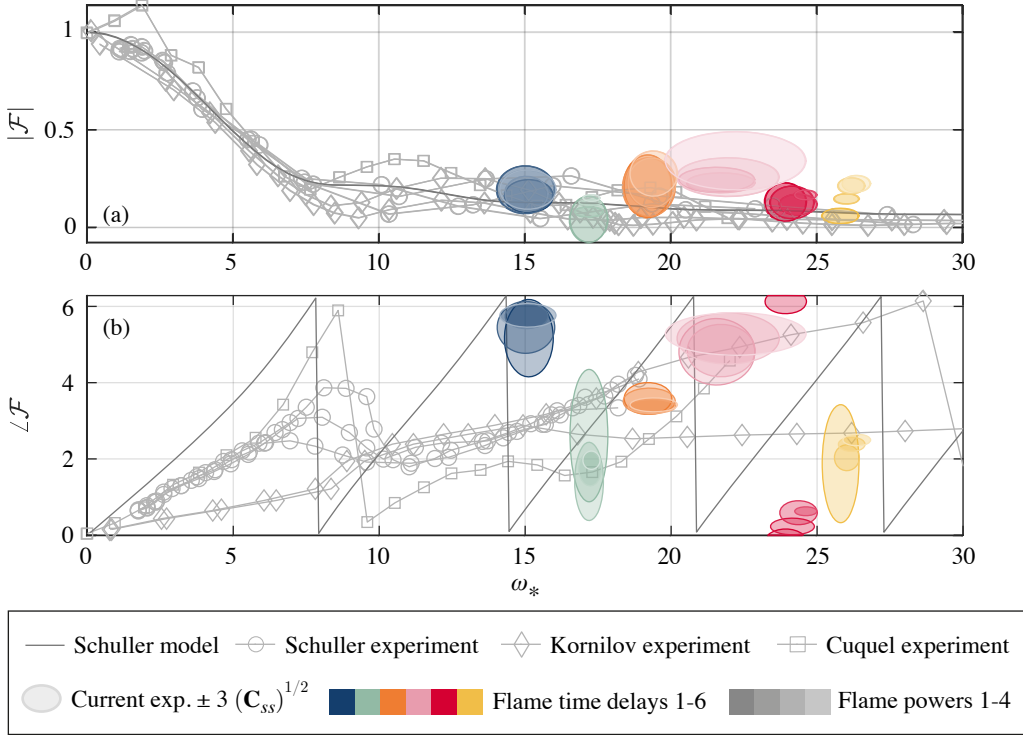 1
0.5
0
|ℱ|
(a)
0 5 10 15 20 25 30
6
4
2
0
∠ℱ
(b)
0 5 10 15 20 25 30
ω*
Schuller model
Schuller experiment
Kornilov experiment
Cuquel experiment
Current exp. ± 3 (C_ss)^1/2
Flame time delays 1-6
Flame powers 1-4